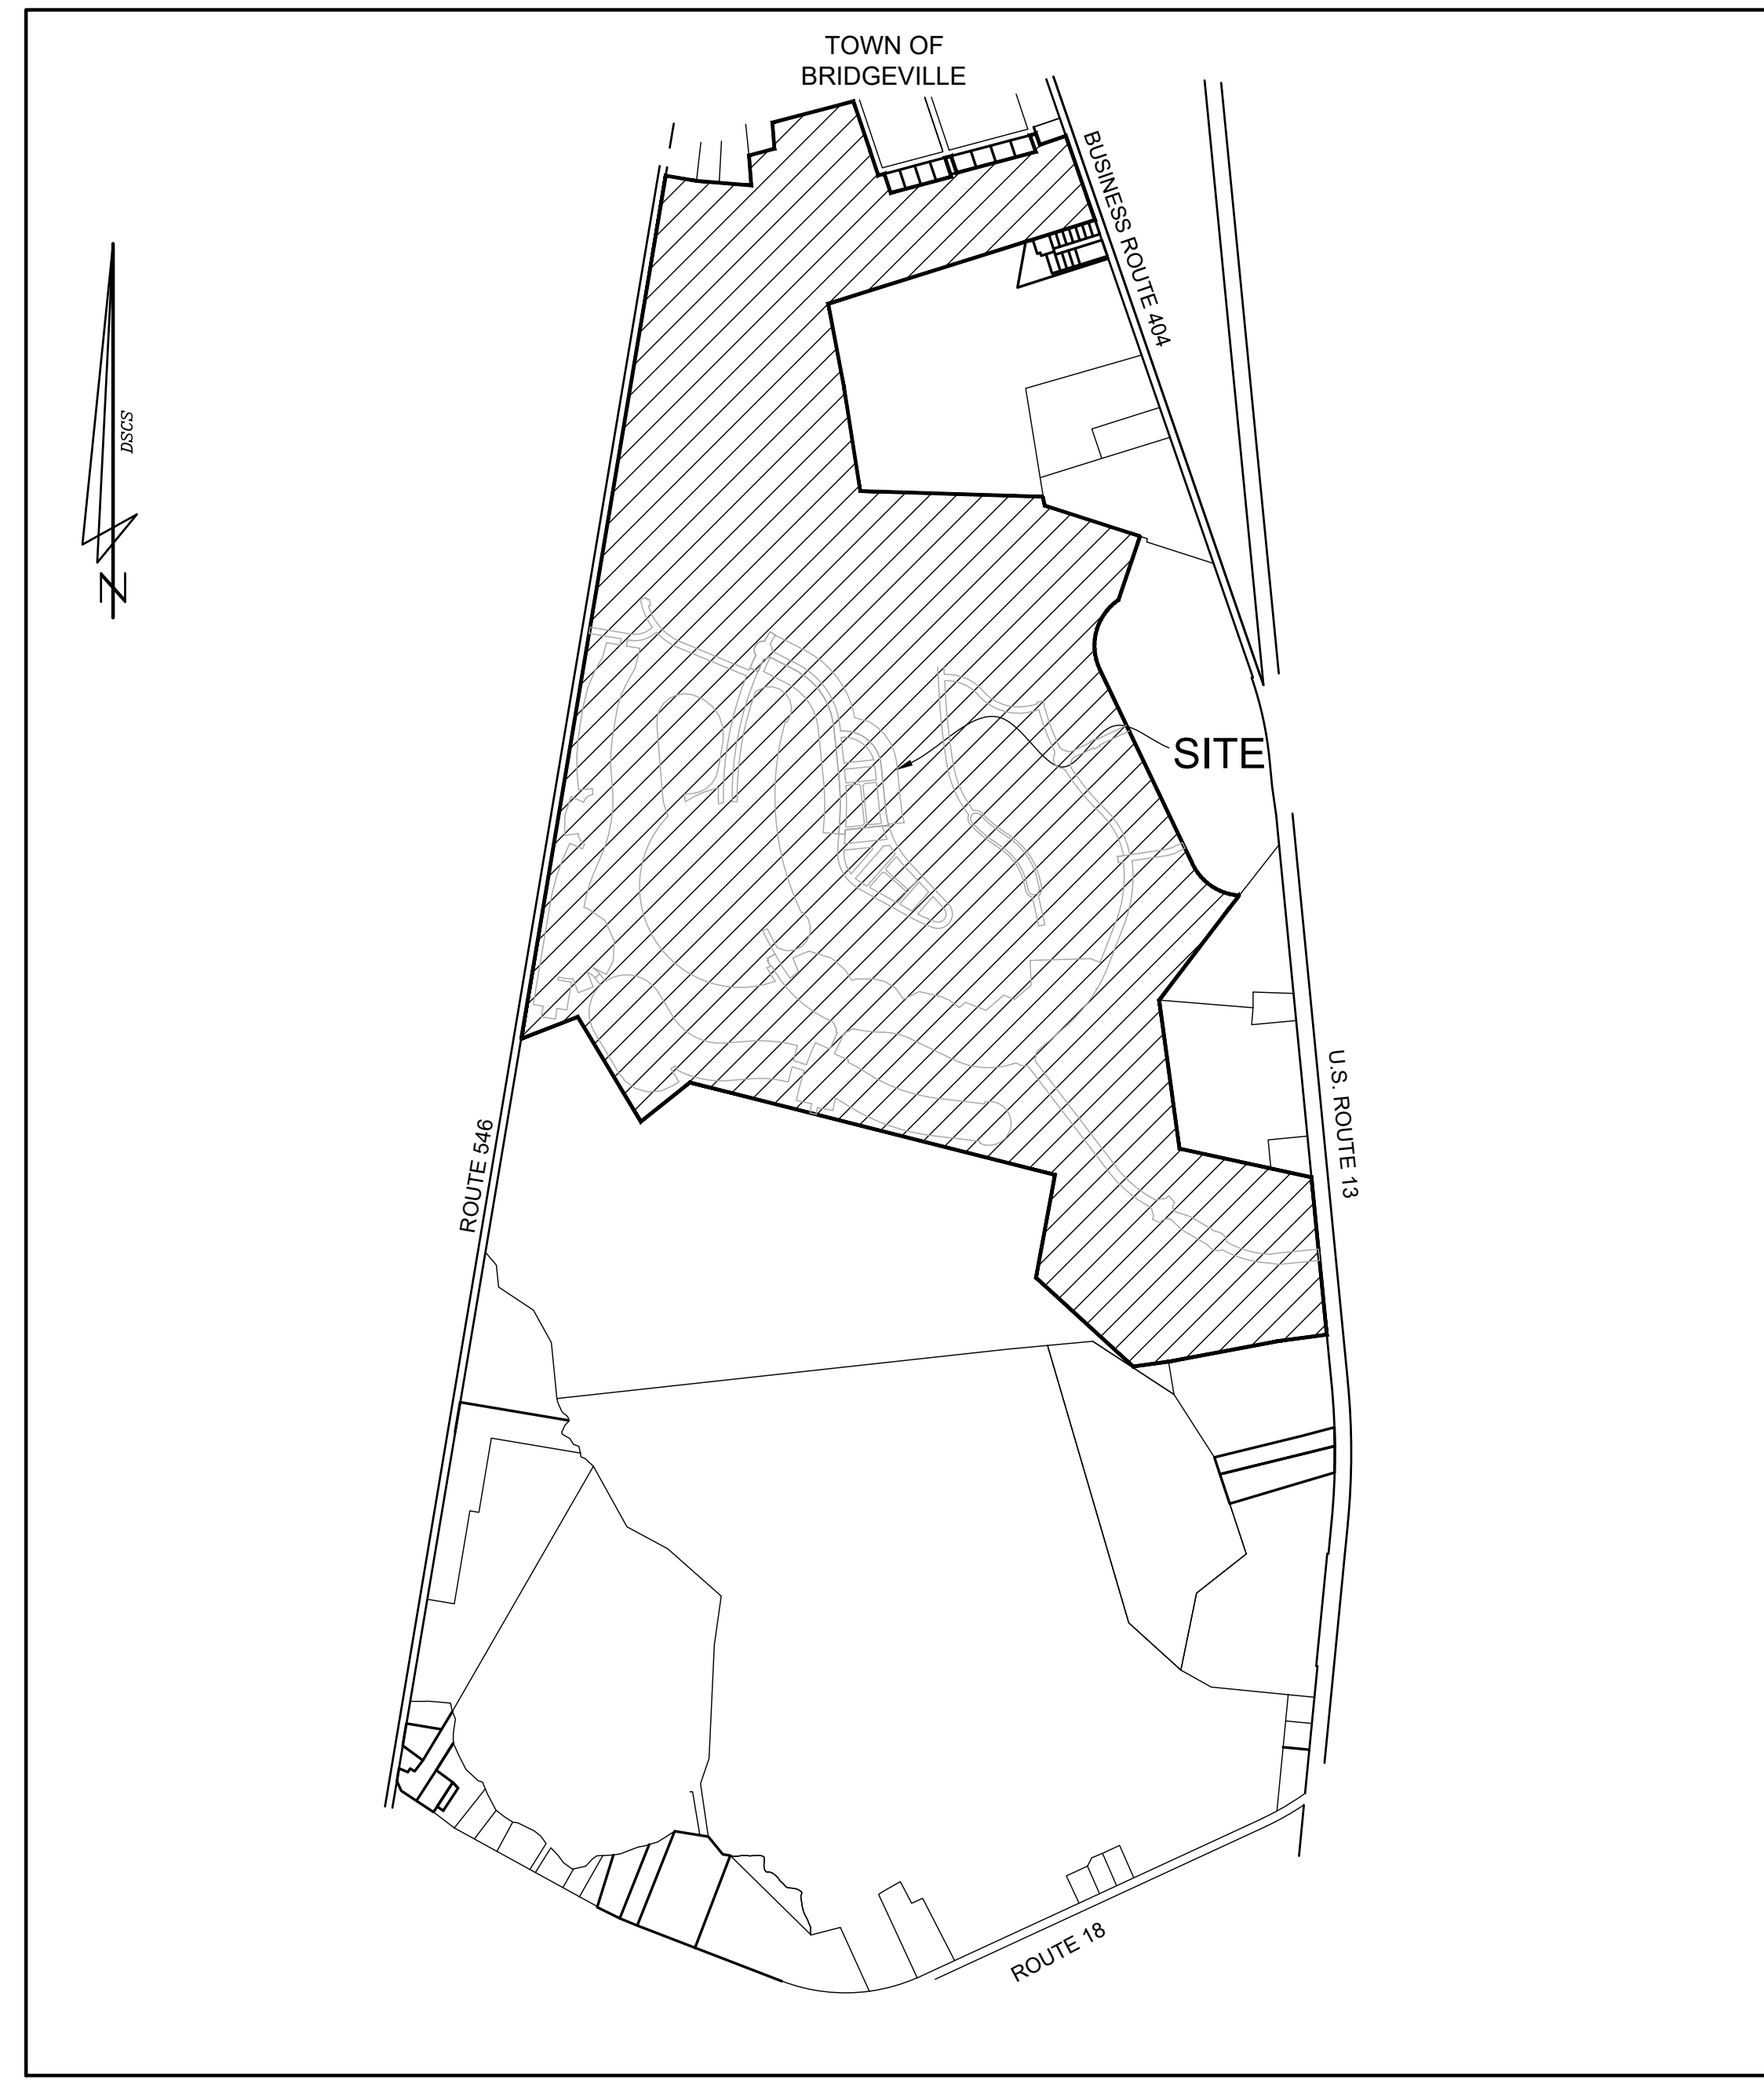 TOWN OF
BRIDGEVILLE
BUSINESS ROUTE 404
DSCS
N
SITE
U.S. ROUTE 13
ROUTE 546
ROUTE 18